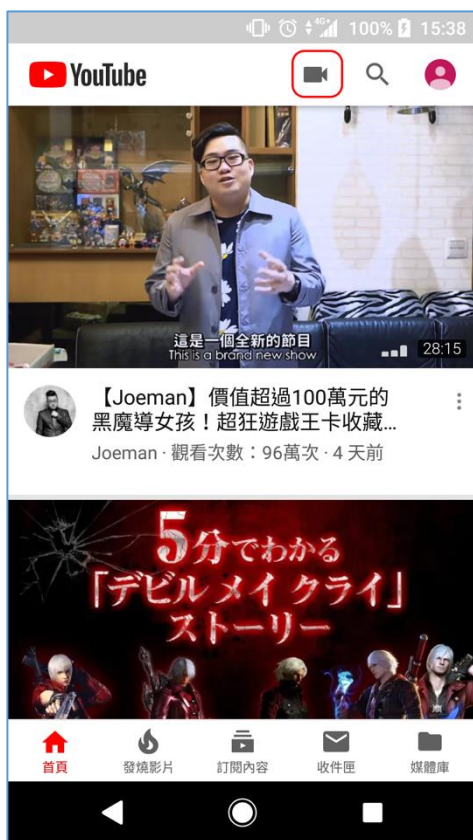 4G 100% 15:38
YouTube
這是一個全新的節目
This is a brand new show
28:15
【Joeman】價值超過100萬元的
黑魔導女孩！超狂遊戲王卡收藏...
Joeman · 觀看次數：96萬次 · 4 天前
5分でわかる
「デビル メイ クライ」
ストーリー
首頁 發燒影片 訂閱內容 收件匣 媒體庫